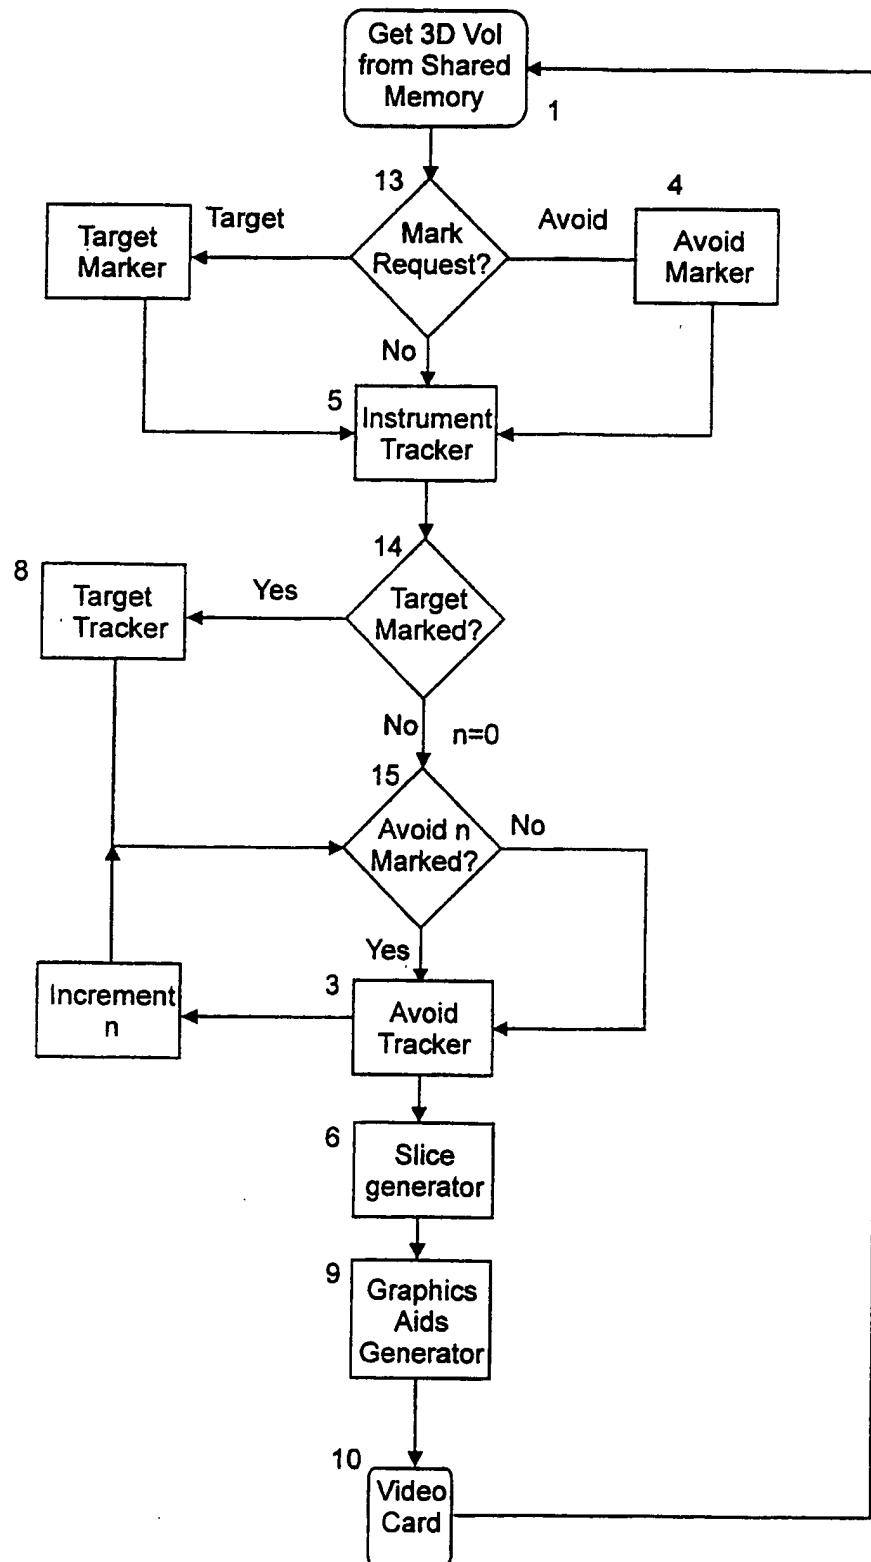 Get 3D Vol
from Shared
Memory
1
13
4
Target
Marker
Target
Mark
Request?
Avoid
Avoid
Marker
No
5
Instrument
Tracker
14
8
Target
Tracker
Yes
Target
Marked?
No
n=0
15
Avoid n
Marked?
No
Yes
Increment
n
3
Avoid
Tracker
6
Slice
generator
9
Graphics
Aids
Generator
10
Video
Card